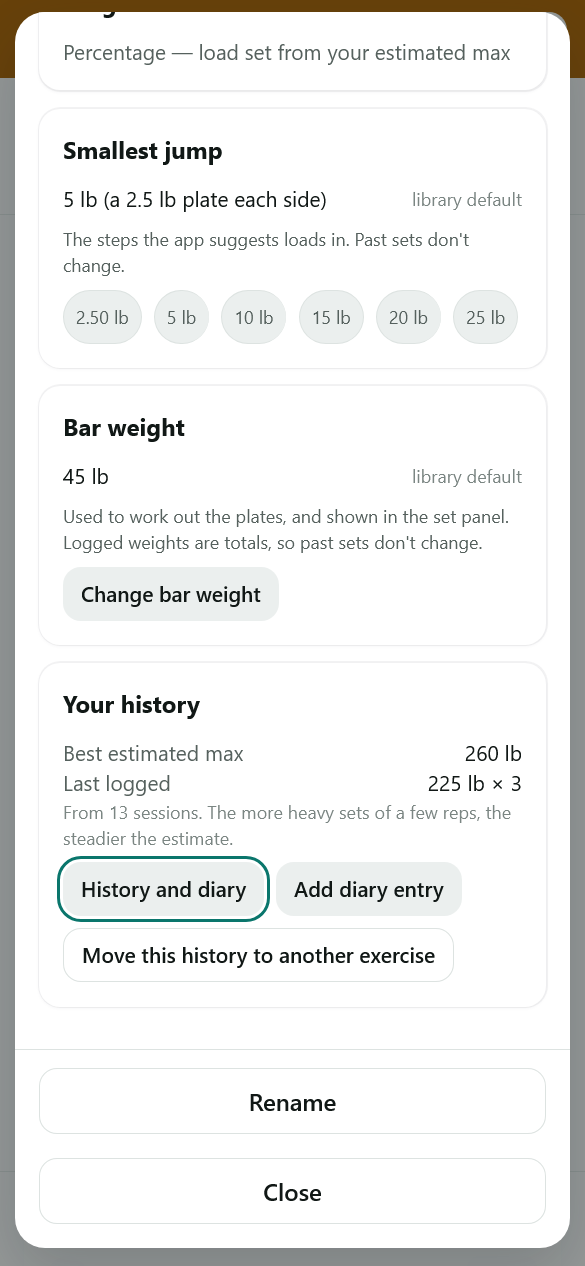 Percentage — load set from your estimated max
Smallest jump
5 lb (a 2.5 lb plate each side)
library default
The steps the app suggests loads in. Past sets don't
change.
2.50 lb
5 lb
10 lb
15 lb
20 lb
25 lb
Bar weight
45 lb
library default
Used to work out the plates, and shown in the set panel.
Logged weights are totals, so past sets don't change.
Change bar weight
Your history
Best estimated max
260 lb
Last logged
225 lb × 3
From 13 sessions. The more heavy sets of a few reps, the
steadier the estimate.
History and diary
Add diary entry
Move this history to another exercise
Rename
Close